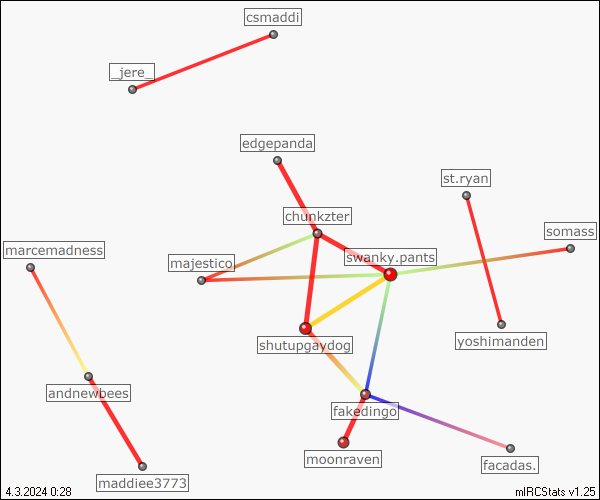 csmaddi
_jere_
edgepanda
st.ryan
chunkzter
somass
marcemadness
majestico
swanky.pants
shutupgaydog
yoshimanden
andnewbees
fakedingo
moonraven
facadas.
maddiee3773
4.3.2024 0:28
mIRCStats v1.25